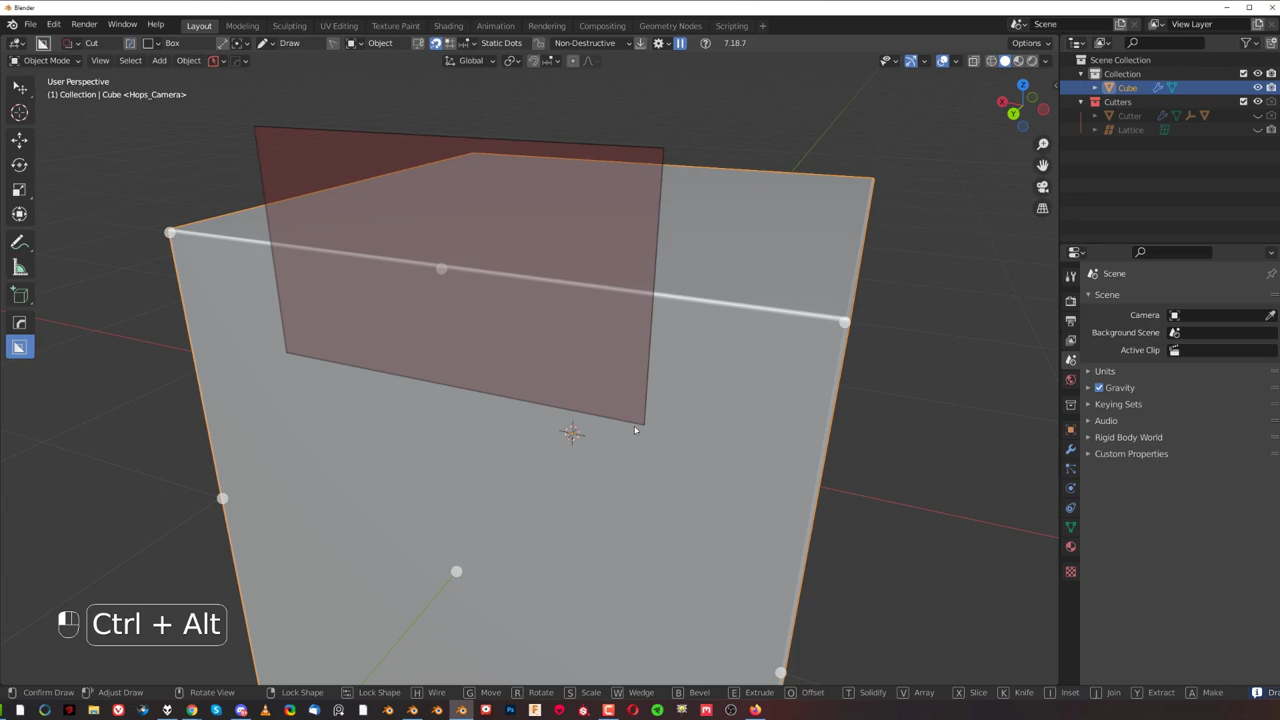 Blender
File Edit Render Window Help Layout Modeling Sculpting UV Editing Texture Paint Shading Animation Rendering Compositing Geometry Nodes Scripting + Scene View Layer
Cut Box Draw Object Static Dots Non-Destructive 7.18.7 Options
Object Mode View Select Add Object Global
User Perspective
(1) Collection | Cube <Hops_Camera>
Scene Collection
Collection
Cube
Cutters
Cutter
Lattice
X
Y
Z
Scene
Scene
Camera
Background Scene
Active Clip
Units
Gravity
Keying Sets
Audio
Rigid Body World
Custom Properties
Ctrl + Alt
Confirm Draw Adjust Draw Rotate View Lock Shape Lock Shape H Wire G Move R Rotate S Scale W Wedge B Bevel E Extrude O Offset T Solidify V Array X Slice K Knife I Inset J Join Y Extract A Make Dra